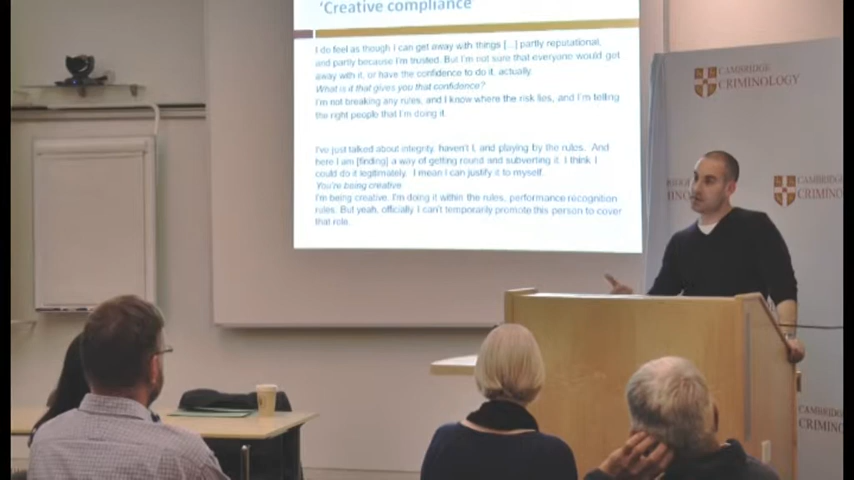 'Creative compliance'
I do feel as though I can get away with things [...] partly reputational,
and partly because I'm trusted. But I'm not sure that everyone would get
away with it, or have the confidence to do it, actually.
What is it that gives you that confidence?
I'm not breaking any rules, and I know where the risk lies, and I'm telling
the right people that I'm doing it.
I've just talked about integrity, haven't I, and playing by the rules. And
here I am [finding] a way of getting round and subverting it. I think I
could do it legitimately. I mean I can justify it to myself.
You're being creative
I'm being creative. I'm doing it within the rules, performance recognition
rules. But yeah, officially I can't temporarily promote this person to cover
that role.
CAMBRIDGE
CRIMINOLOGY
CAMBRIDGE
CRIMINO
CAMBRIDGE
CRIMINO